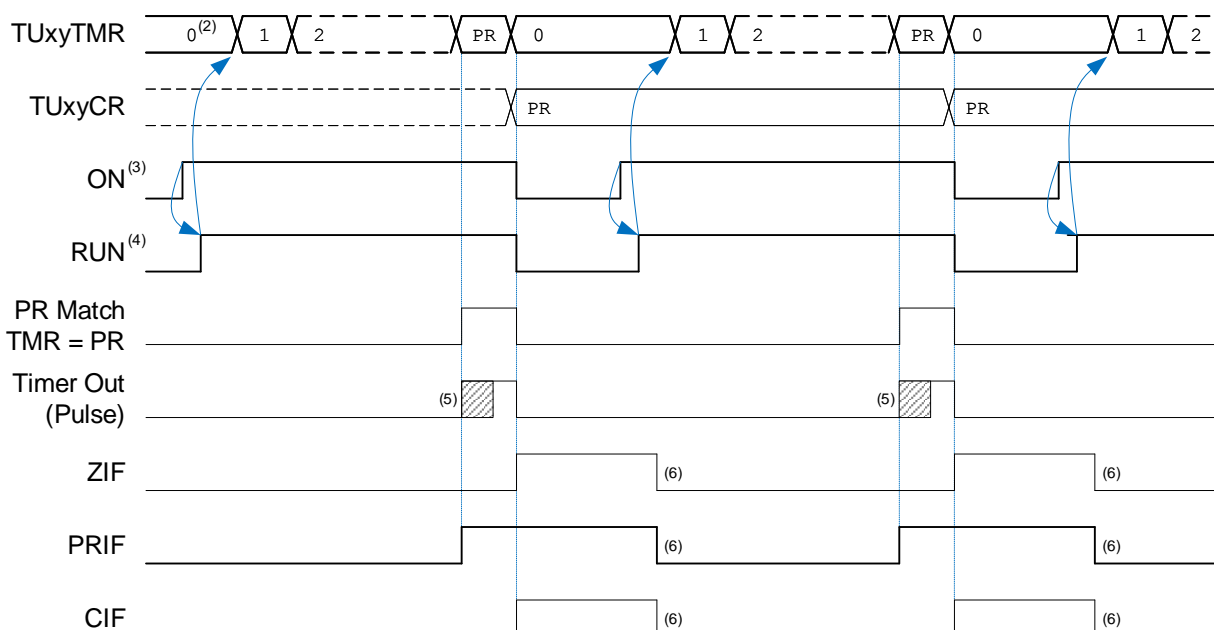 TUxyTMR 0(2) 1 2 PR 0 1 2 PR 0 1 2
TUxyCR PR PR
ON(3)
RUN(4)
PR Match
TMR = PR
Timer Out
(Pulse) (5) (5)
ZIF (6) (6)
PRIF (6) (6)
CIF (6) (6)